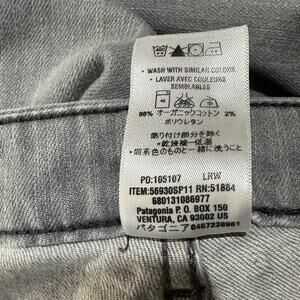 • WASH WITH SIMILAR COLORS
• LAVER AVEC COULEURS
SEMBLABLES
98% オーガニックコットン 2%
ポリウレタン
飾り付け部分を除く
・乾燥機一低温
・同系色のものと一緒に洗うこと
PO:105107 LRW
ITEM:56930SP11 RN:51884
680131086977
Patagonia P. O. BOX 150
VENTURA, CA 93002 US
パタゴニア 0467238961